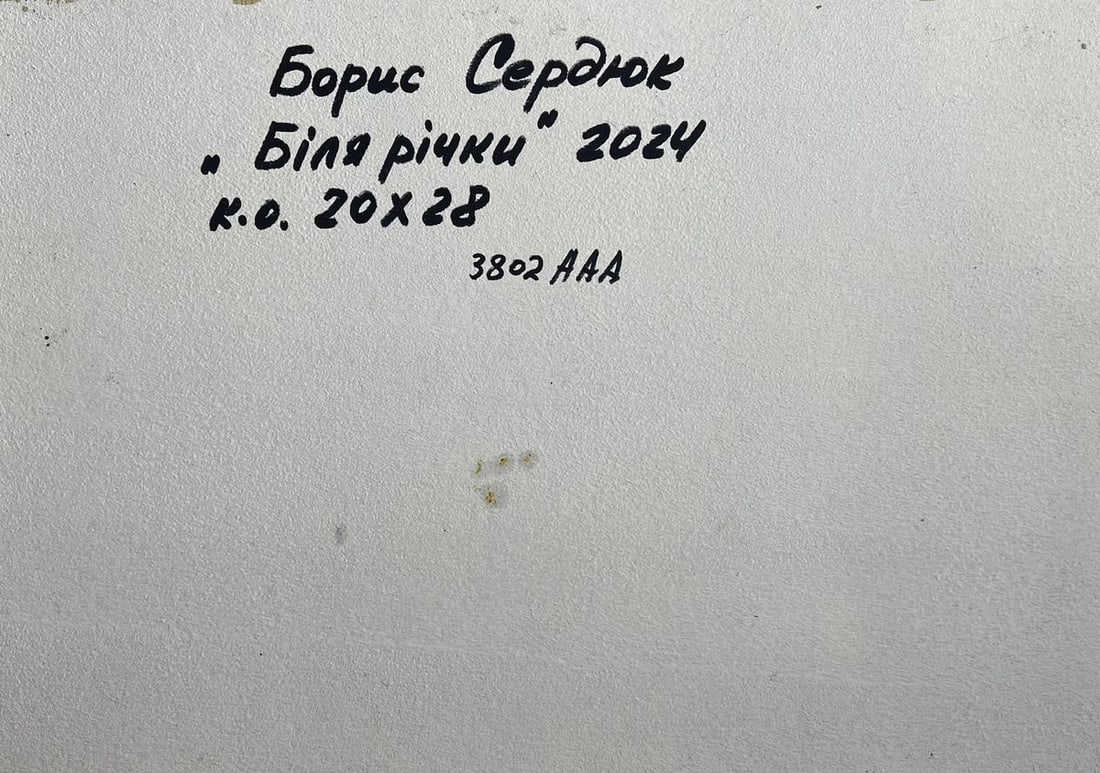 Борис Сердюк
„Біля річки" 2024
к.о. 20х28
3802 ААА